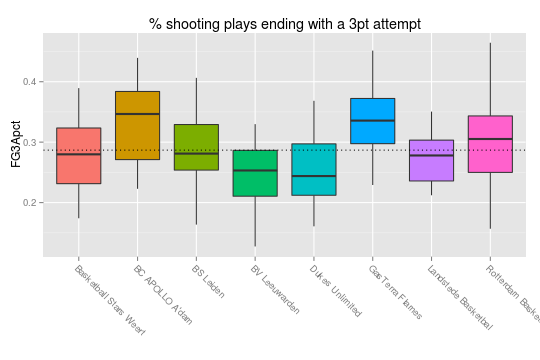 % shooting plays ending with a 3pt attempt
FG3Apct
0.4
0.3
0.2
Basketball Stars Weert
BC APOLLO A'dam
BS Leiden
BV Leeuwarden
Dukes Unlimited
GasTerra Flames
Landstede Basketbal
Rotterdam Baske